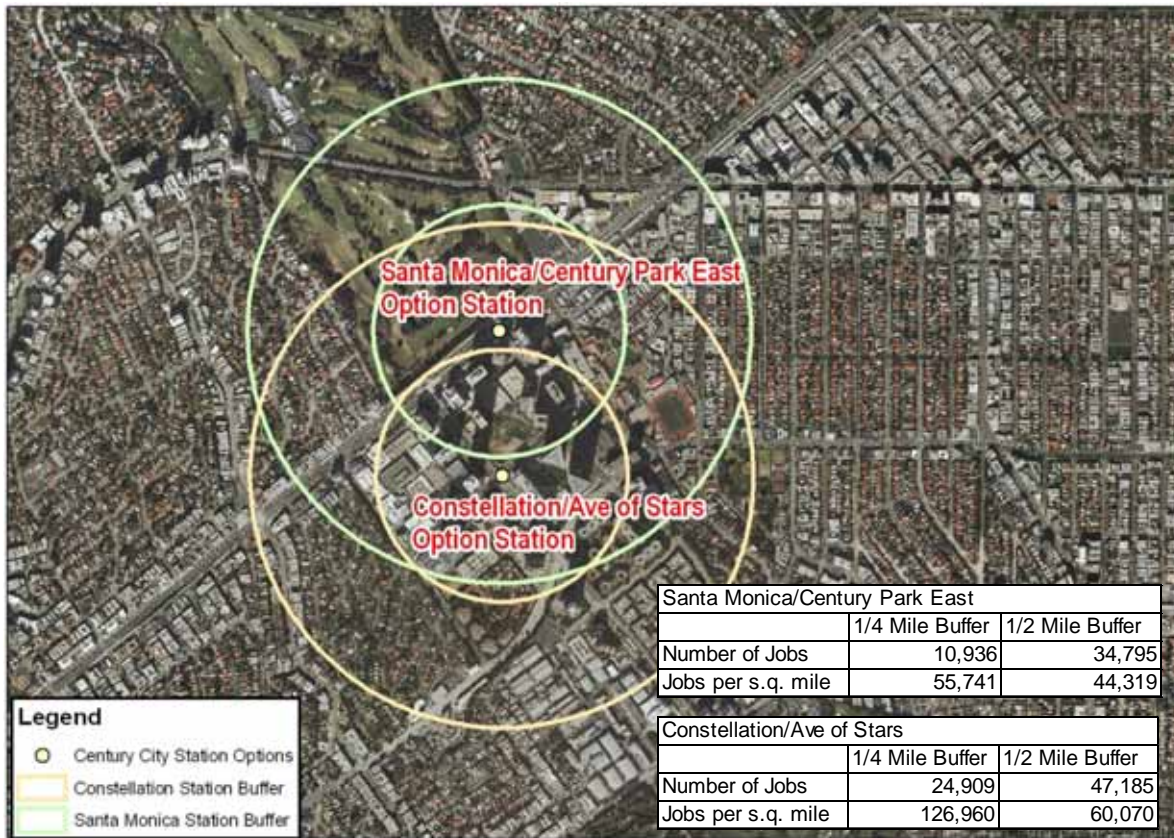 Santa Monica/Century Park East
Option Station
Constellation/Ave of Stars
Option Station
Santa Monica/Century Park East
1/4 Mile Buffer 1/2 Mile Buffer
Number of Jobs 10,936 34,795
Jobs per s.q. mile 55,741 44,319
Constellation/Ave of Stars
1/4 Mile Buffer 1/2 Mile Buffer
Number of Jobs 24,909 47,185
Jobs per s.q. mile 126,960 60,070
Legend
Century City Station Options
Constellation Station Buffer
Santa Monica Station Buffer